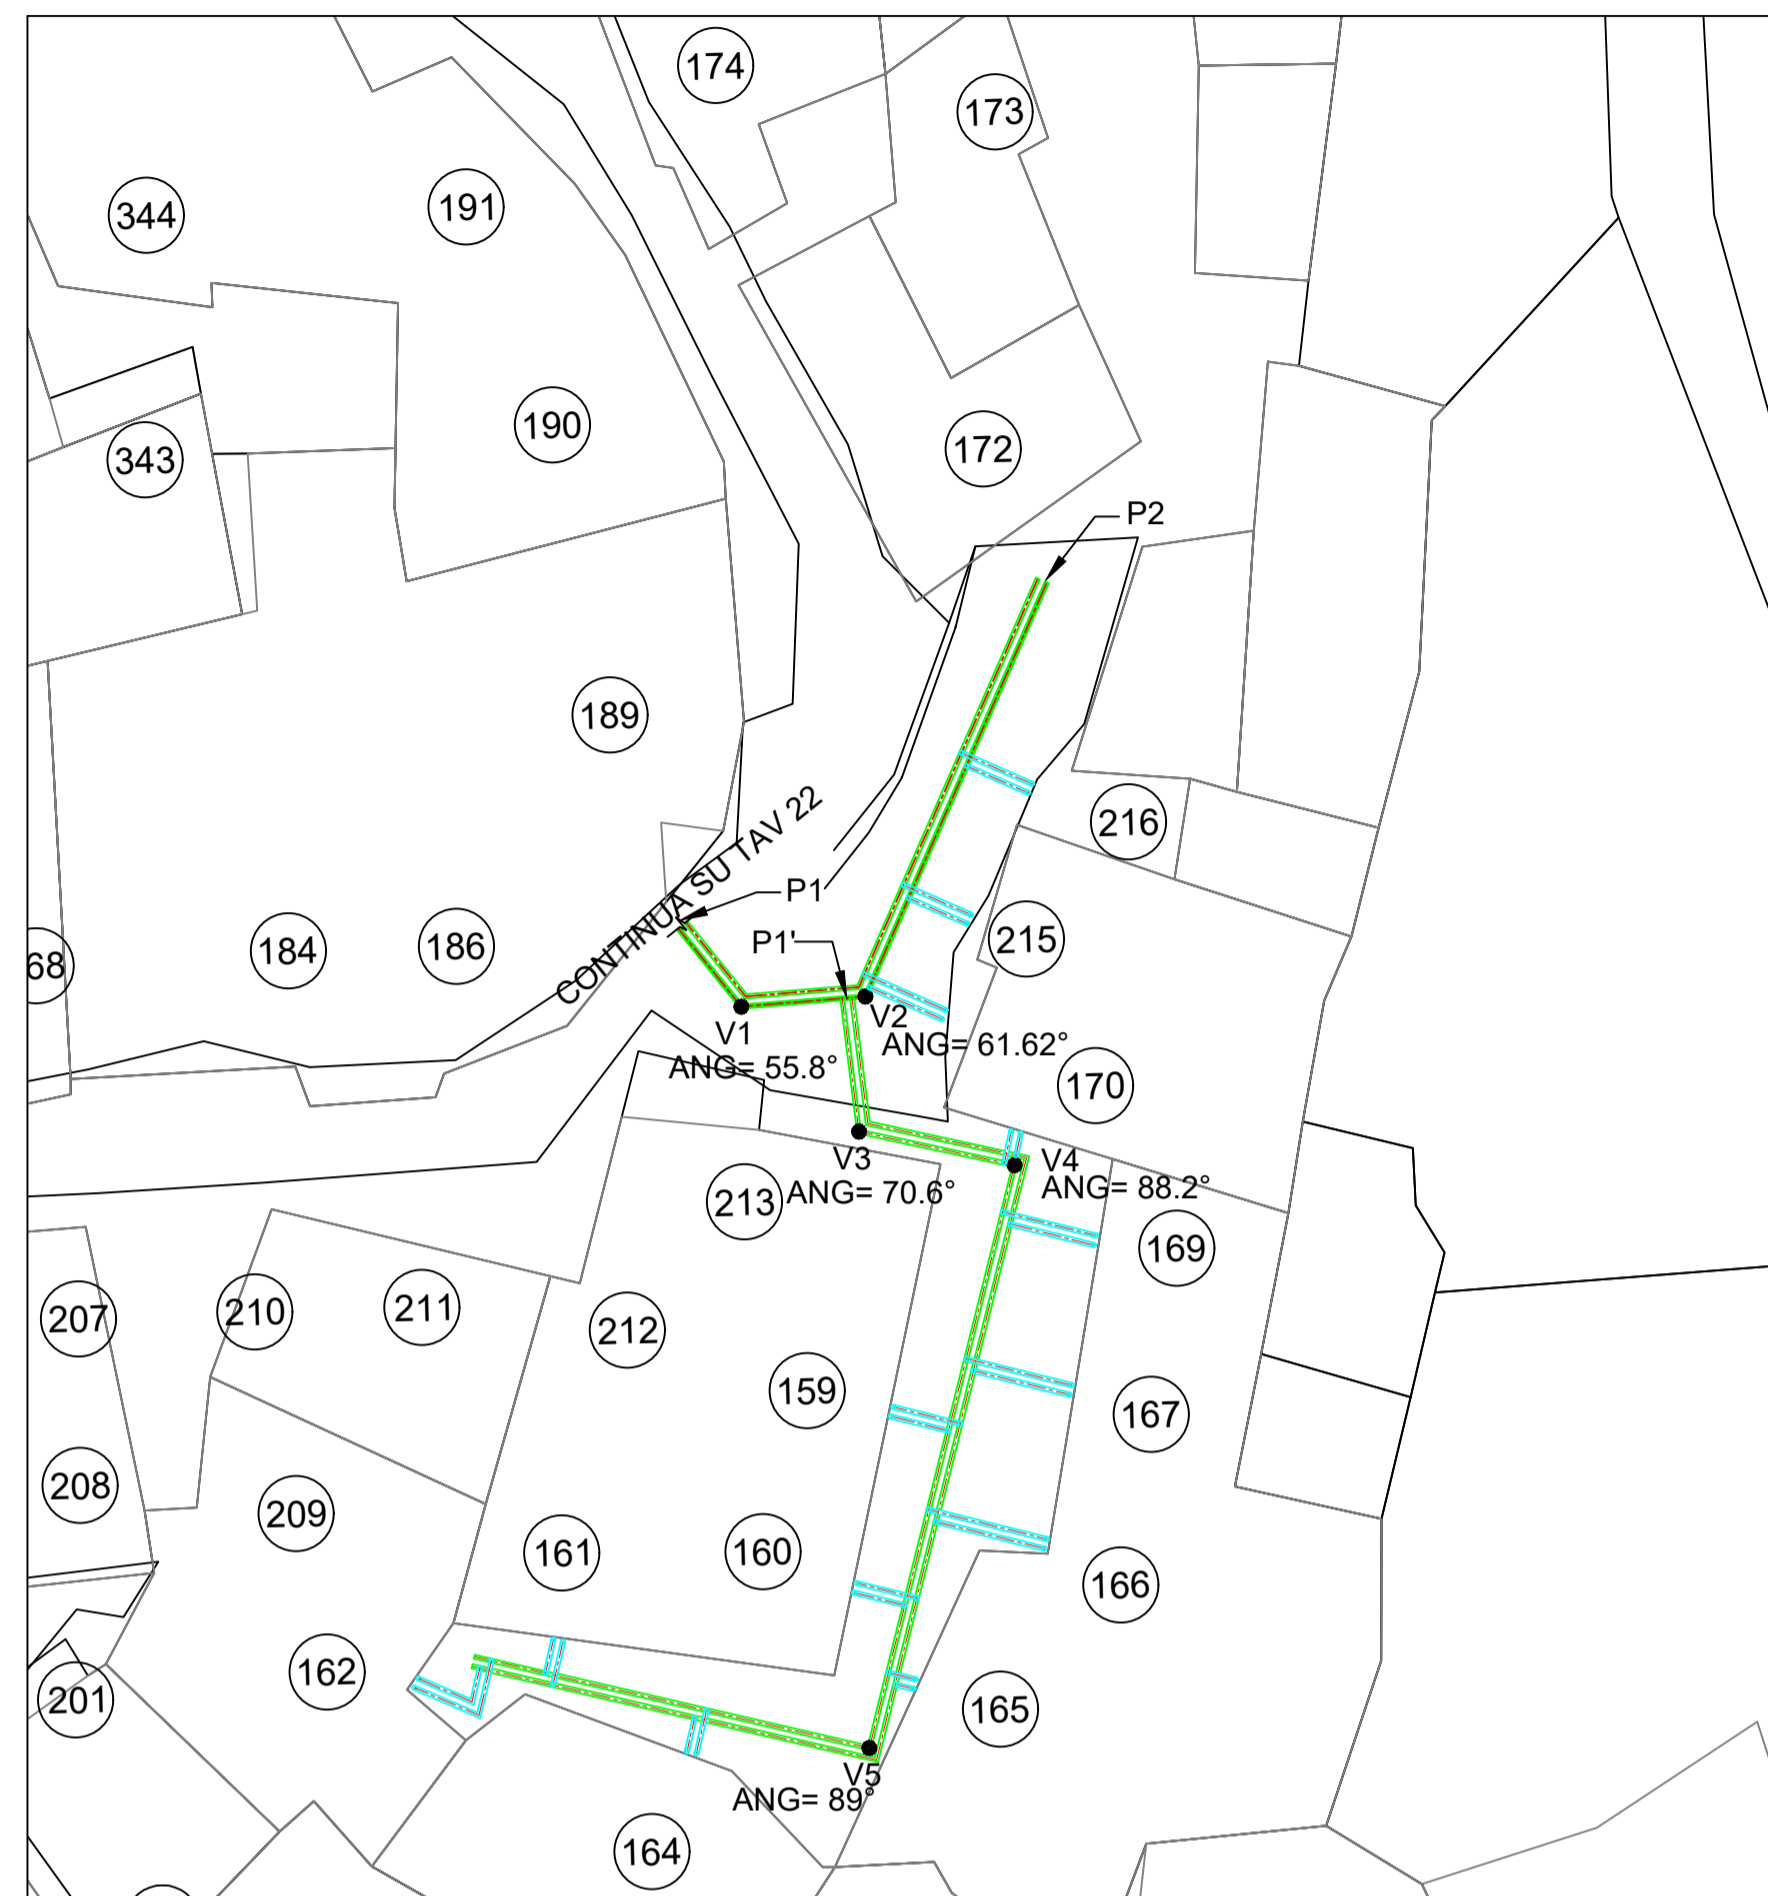 174
173
344
191
190
343
172
P2
189
216
CONTINUA SU TAV 22
P1
P1'
215
68
184
186
V2
V1
ANG= 61.62°
ANG= 55.8°
170
V3
V4
ANG= 70.6°
ANG= 88.2°
213
169
207
210
211
212
159
167
208
209
161
160
166
162
201
165
V5
ANG= 89°
164